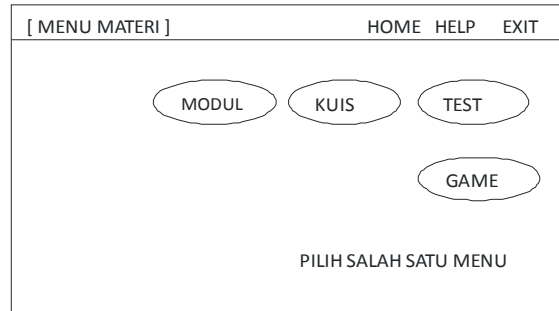 [ MENU MATERI ] HOME HELP EXIT
MODUL KUIS TEST
GAME
PILIH SALAH SATU MENU